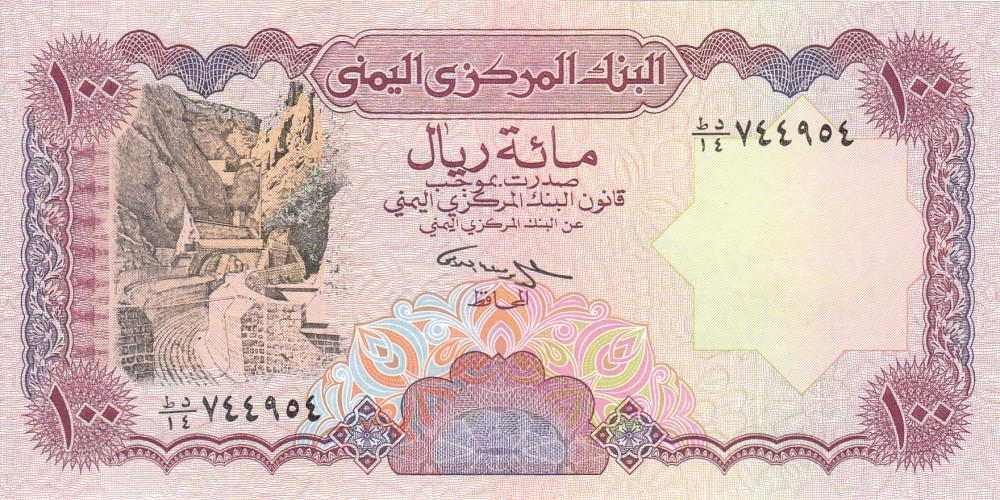 ١٠٠ البنك المركزي اليمني ١٠٠
د ط/١٤ ٧٤٤٩٥٤
مائة ريال
صدرت بموجب
قانون البنك المركزي اليمني
عن البنك المركزي اليمني
المحافظ
١٠٠ ١٠٠
د ط/١٤ ٧٤٤٩٥٤